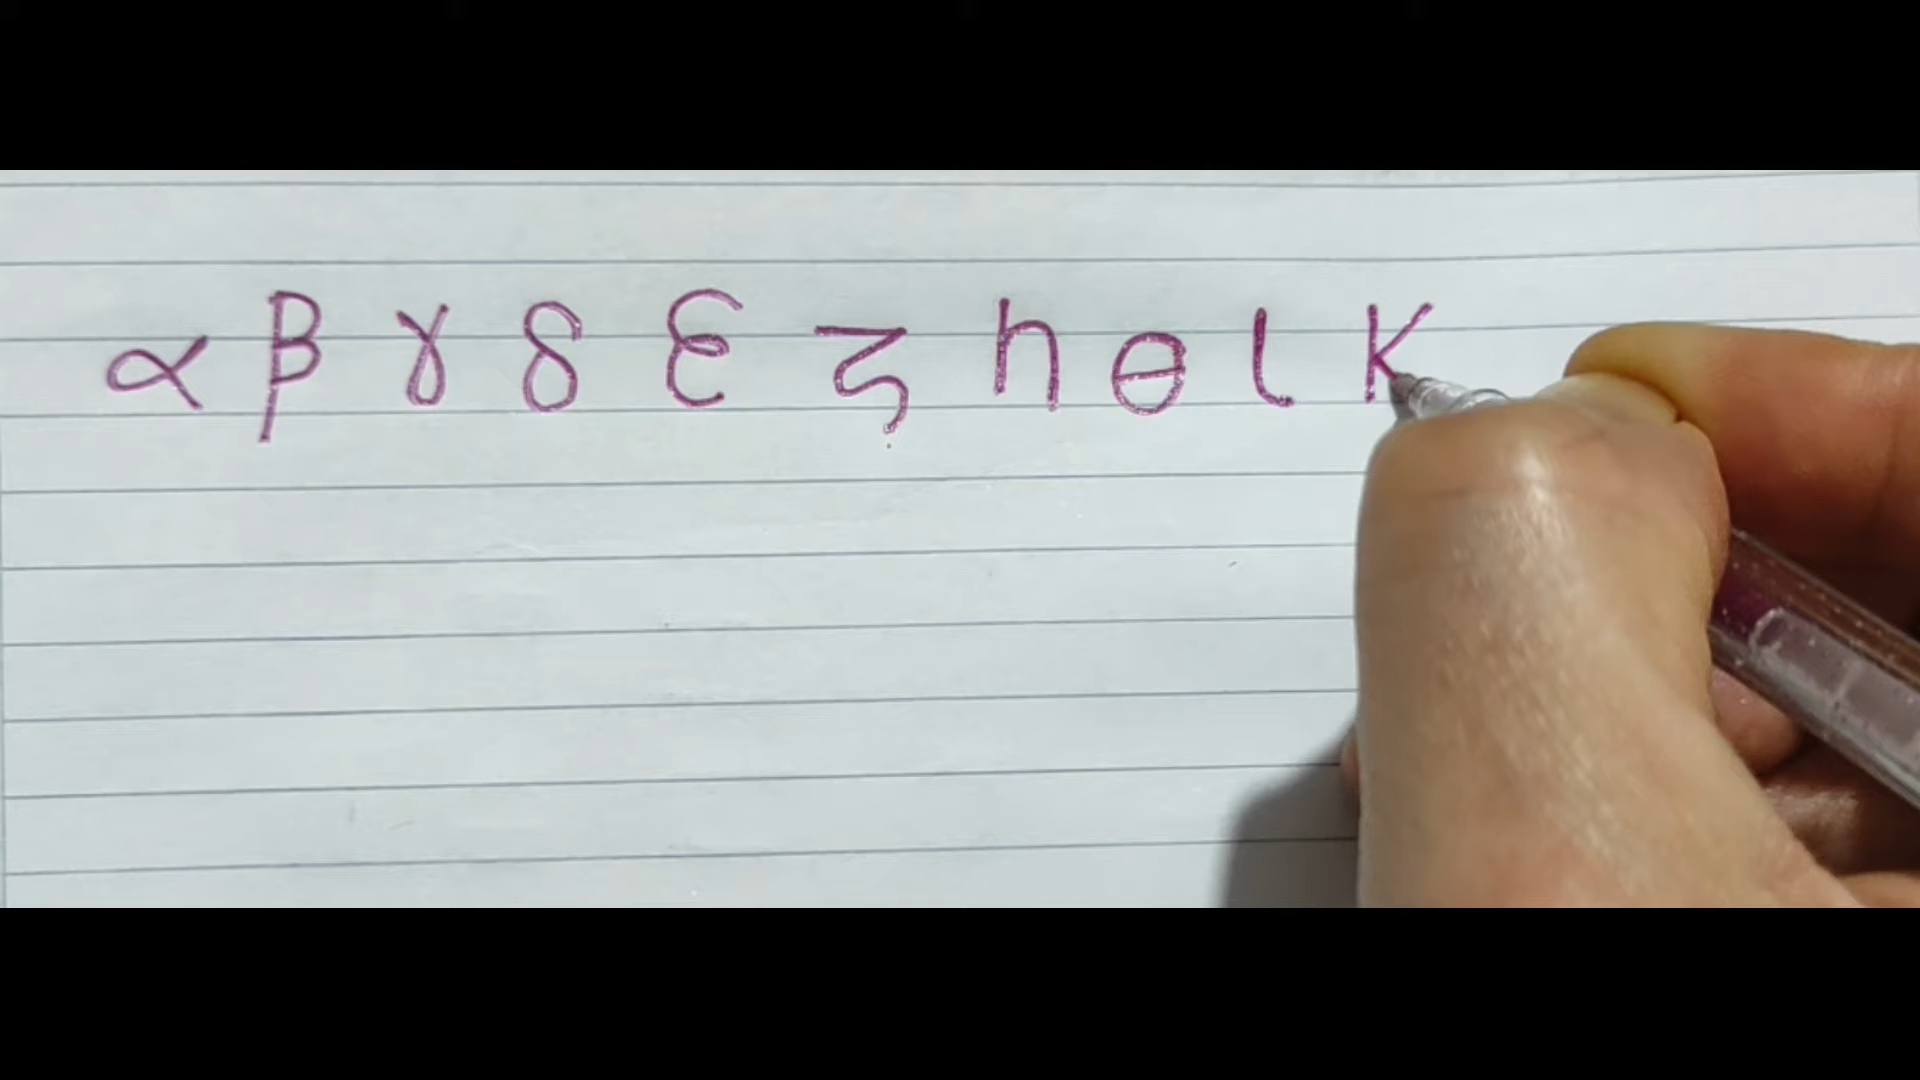 α β γ δ ε ζ η θ ι κ